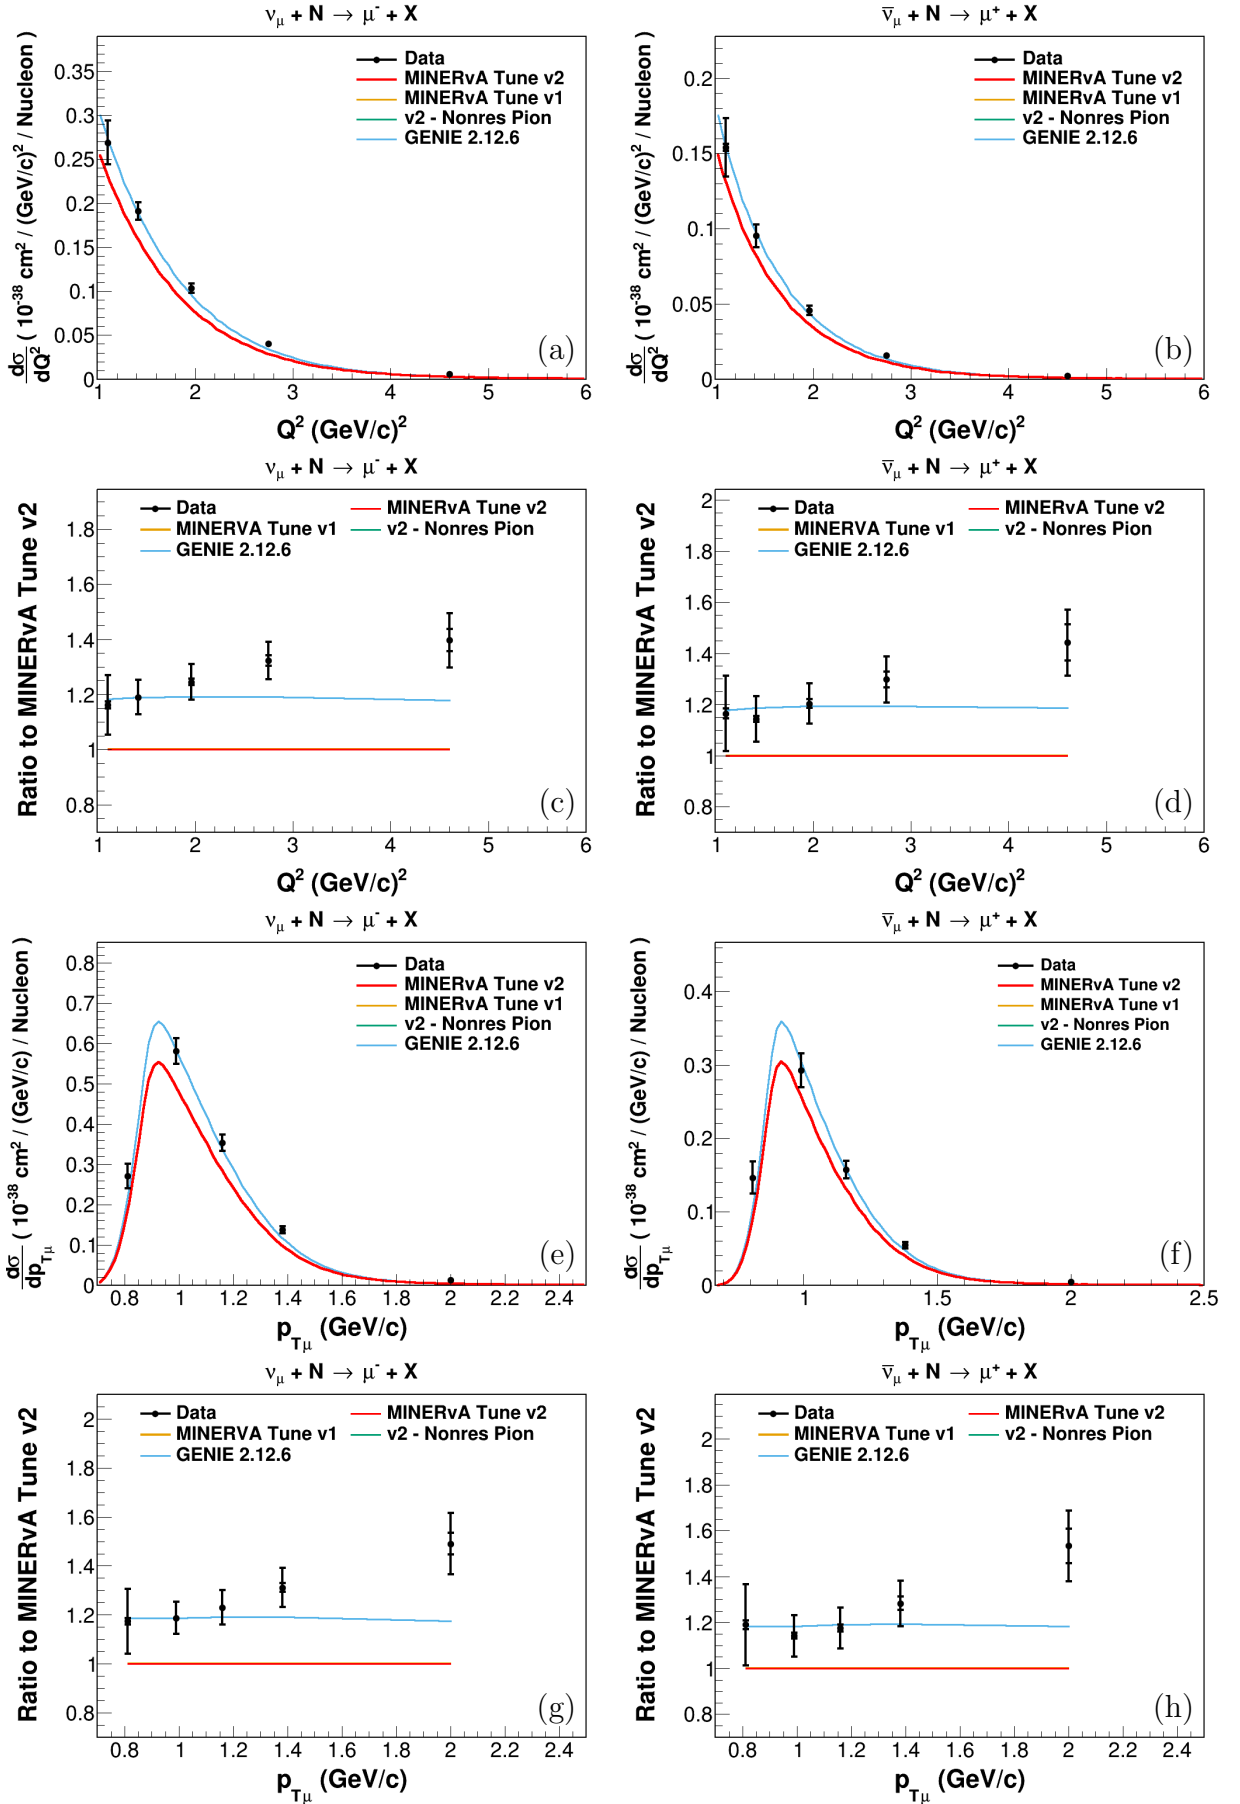 νμ + N → μ- + X
dσ/dQ² ( 10⁻³⁸ cm² / (GeV/c)² / Nucleon )
0.35
0.3
0.25
0.2
0.15
0.1
0.05
0
Data
MINERvA Tune v2
MINERvA Tune v1
v2 - Nonres Pion
GENIE 2.12.6
(a)
1 2 3 4 5 6
Q² (GeV/c)²
ν̅μ + N → μ+ + X
dσ/dQ² ( 10⁻³⁸ cm² / (GeV/c)² / Nucleon )
0.2
0.15
0.1
0.05
0
Data
MINERvA Tune v2
MINERvA Tune v1
v2 - Nonres Pion
GENIE 2.12.6
(b)
1 2 3 4 5 6
Q² (GeV/c)²
νμ + N → μ- + X
Ratio to MINERvA Tune v2
1.8
1.6
1.4
1.2
1
0.8
Data MINERvA Tune v2
MINERVA Tune v1 v2 - Nonres Pion
GENIE 2.12.6
(c)
1 2 3 4 5 6
Q² (GeV/c)²
ν̅μ + N → μ+ + X
Ratio to MINERvA Tune v2
2
1.8
1.6
1.4
1.2
1
0.8
Data MINERvA Tune v2
MINERVA Tune v1 v2 - Nonres Pion
GENIE 2.12.6
(d)
1 2 3 4 5 6
Q² (GeV/c)²
νμ + N → μ- + X
dσ/dpTμ ( 10⁻³⁸ cm² / (GeV/c) / Nucleon )
0.8
0.7
0.6
0.5
0.4
0.3
0.2
0.1
0
Data
MINERvA Tune v2
MINERvA Tune v1
v2 - Nonres Pion
GENIE 2.12.6
(e)
0.8 1 1.2 1.4 1.6 1.8 2 2.2 2.4
pTμ (GeV/c)
ν̅μ + N → μ+ + X
dσ/dpTμ ( 10⁻³⁸ cm² / (GeV/c) / Nucleon )
0.4
0.3
0.2
0.1
0
Data
MINERvA Tune v2
MINERvA Tune v1
v2 - Nonres Pion
GENIE 2.12.6
(f)
1 1.5 2 2.5
pTμ (GeV/c)
νμ + N → μ- + X
Ratio to MINERvA Tune v2
2
1.8
1.6
1.4
1.2
1
0.8
Data MINERvA Tune v2
MINERVA Tune v1 v2 - Nonres Pion
GENIE 2.12.6
(g)
0.8 1 1.2 1.4 1.6 1.8 2 2.2 2.4
pTμ (GeV/c)
ν̅μ + N → μ+ + X
Ratio to MINERvA Tune v2
2
1.8
1.6
1.4
1.2
1
0.8
Data MINERvA Tune v2
MINERVA Tune v1 v2 - Nonres Pion
GENIE 2.12.6
(h)
0.8 1 1.2 1.4 1.6 1.8 2 2.2 2.4
pTμ (GeV/c)